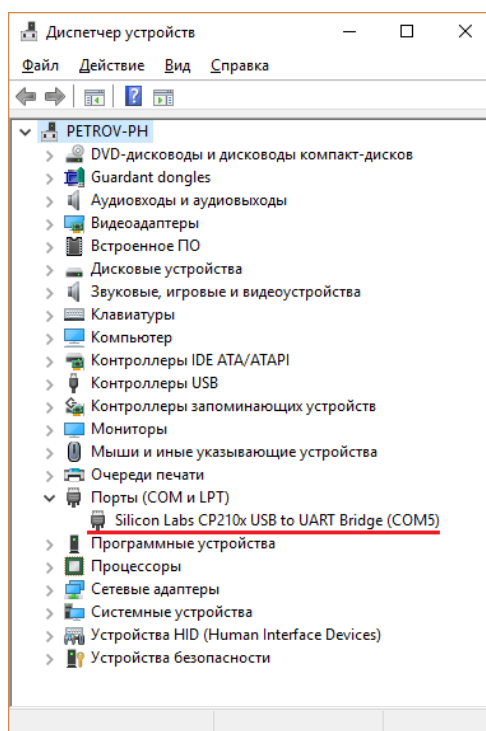 Диспетчер устройств
Файл Действие Вид Справка
PETROV-PH
DVD-дисководы и дисководы компакт-дисков
Guardant dongles
Аудиовходы и аудиовыходы
Видеоадаптеры
Встроенное ПО
Дисковые устройства
Звуковые, игровые и видеоустройства
Клавиатуры
Компьютер
Контроллеры IDE ATA/ATAPI
Контроллеры USB
Контроллеры запоминающих устройств
Мониторы
Мыши и иные указывающие устройства
Очереди печати
Порты (COM и LPT)
Silicon Labs CP210x USB to UART Bridge (COM5)
Программные устройства
Процессоры
Сетевые адаптеры
Системные устройства
Устройства HID (Human Interface Devices)
Устройства безопасности